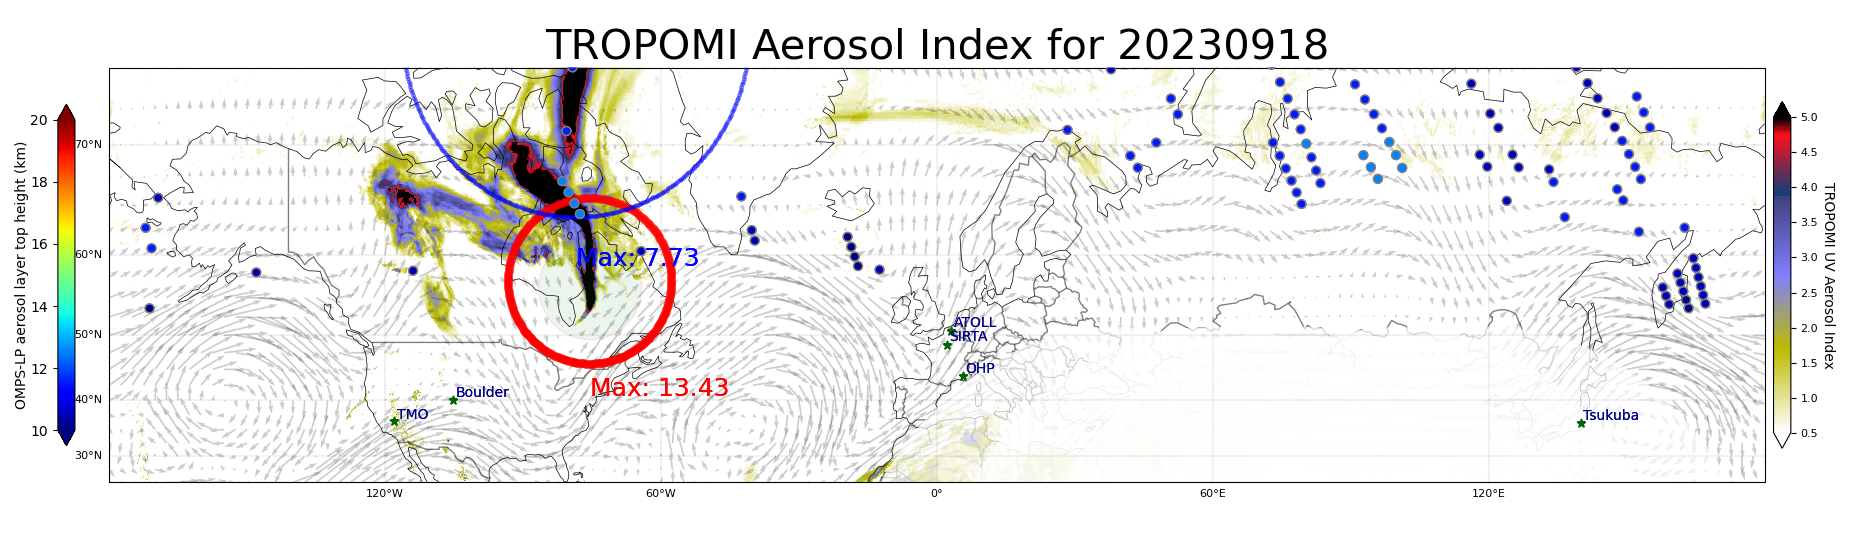 TROPOMI Aerosol Index for 20230918
OMPS-LP aerosol layer top height (km)
20
18
16
14
12
10
70°N
60°N
50°N
40°N
30°N
120°W
60°W
0°
60°E
120°E
Max: 7.73
Max: 13.43
ATOLL
SIRTA
OHP
Boulder
TMO
Tsukuba
5.0
4.5
4.0
3.5
3.0
2.5
2.0
1.5
1.0
0.5
TROPOMI UV Aerosol Index